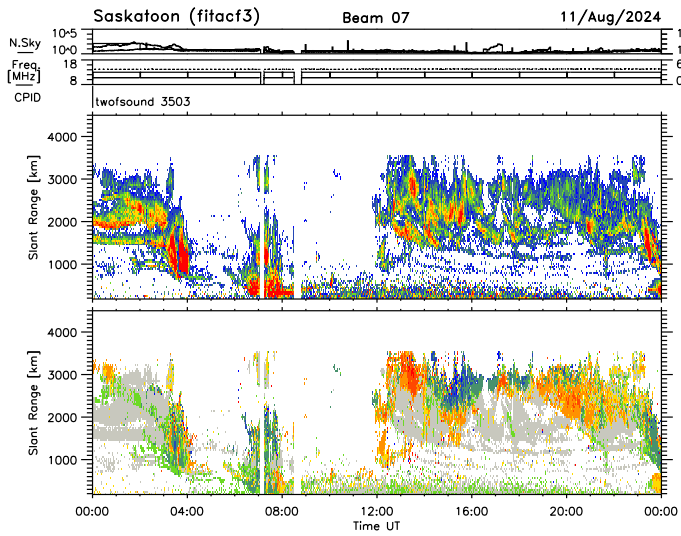 Saskatoon (fitacf3) Beam 07 11/Aug/2024
N.Sky 10^5 10^0
Freq. [MHz] 18 8
CPID twofsound 3503
Slant Range [km] 4000 3000 2000 1000
Slant Range [km] 4000 3000 2000 1000
00:00 04:00 08:00 12:00 16:00 20:00 00:00
Time UT